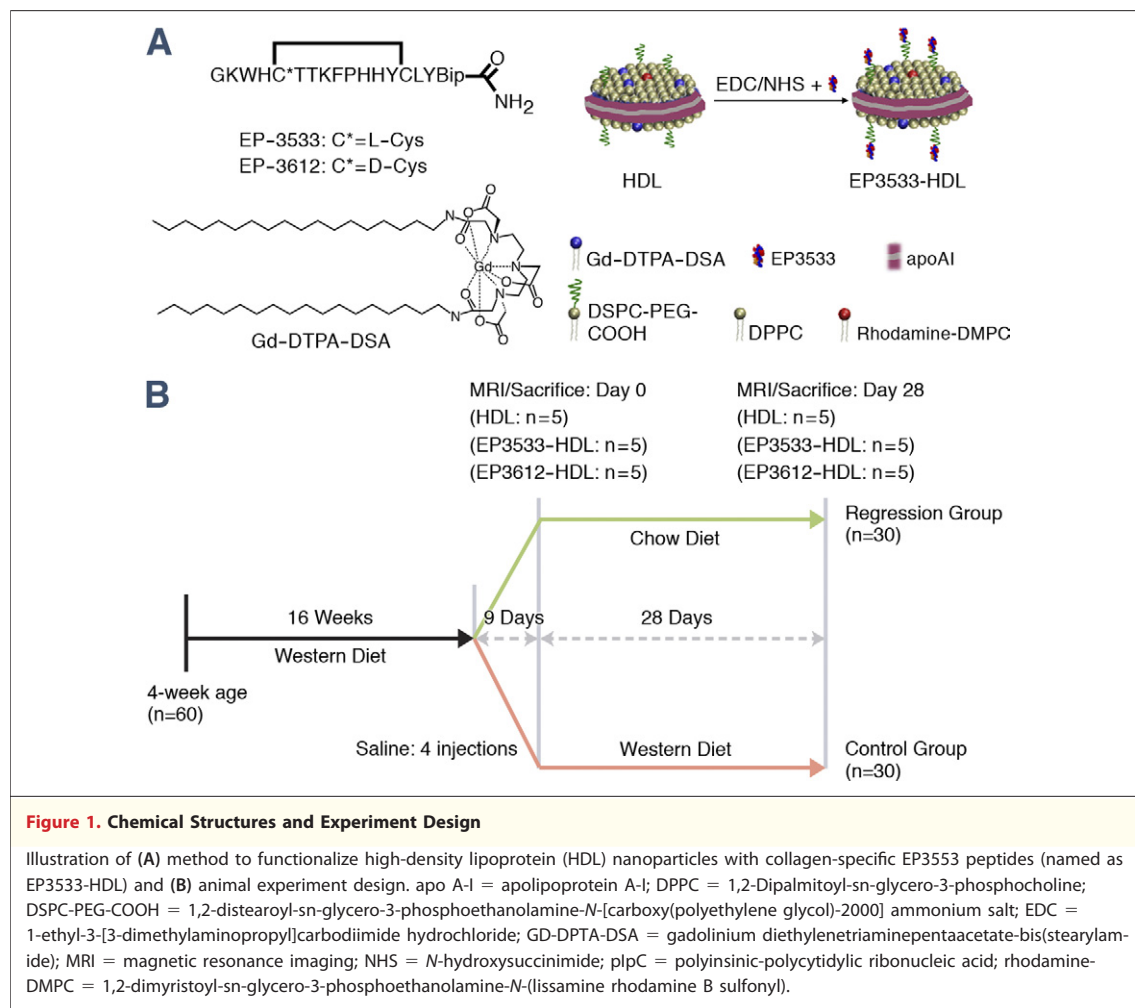 A
GKWHC*TTKFPHHYCLYBip
O
NH2
EP-3533: C*=L-Cys
EP-3612: C*=D-Cys
EDC/NHS +
HDL
EP3533-HDL
N
O
O
N
N
Gd
O
O
N
O
N
O
O
Gd-DTPA-DSA
Gd-DTPA-DSA
EP3533
apoAI
DSPC-PEG-
COOH
DPPC
Rhodamine-DMPC
B
MRI/Sacrifice: Day 0
(HDL: n=5)
(EP3533-HDL: n=5)
(EP3612-HDL: n=5)
MRI/Sacrifice: Day 28
(HDL: n=5)
(EP3533-HDL: n=5)
(EP3612-HDL: n=5)
Chow Diet
Regression Group
(n=30)
16 Weeks
9 Days
28 Days
Western Diet
4-week age
(n=60)
Saline: 4 injections
Western Diet
Control Group
(n=30)
Figure 1. Chemical Structures and Experiment Design
Illustration of (A) method to functionalize high-density lipoprotein (HDL) nanoparticles with collagen-specific EP3553 peptides (named as
EP3533-HDL) and (B) animal experiment design. apo A-I = apolipoprotein A-I; DPPC = 1,2-Dipalmitoyl-sn-glycero-3-phosphocholine;
DSPC-PEG-COOH = 1,2-distearoyl-sn-glycero-3-phosphoethanolamine-N-[carboxy(polyethylene glycol)-2000] ammonium salt; EDC =
1-ethyl-3-[3-dimethylaminopropyl]carbodiimide hydrochloride; GD-DPTA-DSA = gadolinium diethylenetriaminepentaacetate-bis(stearylam-
ide); MRI = magnetic resonance imaging; NHS = N-hydroxysuccinimide; pIpC = polyinsinic-polycytidylic ribonucleic acid; rhodamine-
DMPC = 1,2-dimyristoyl-sn-glycero-3-phosphoethanolamine-N-(lissamine rhodamine B sulfonyl).